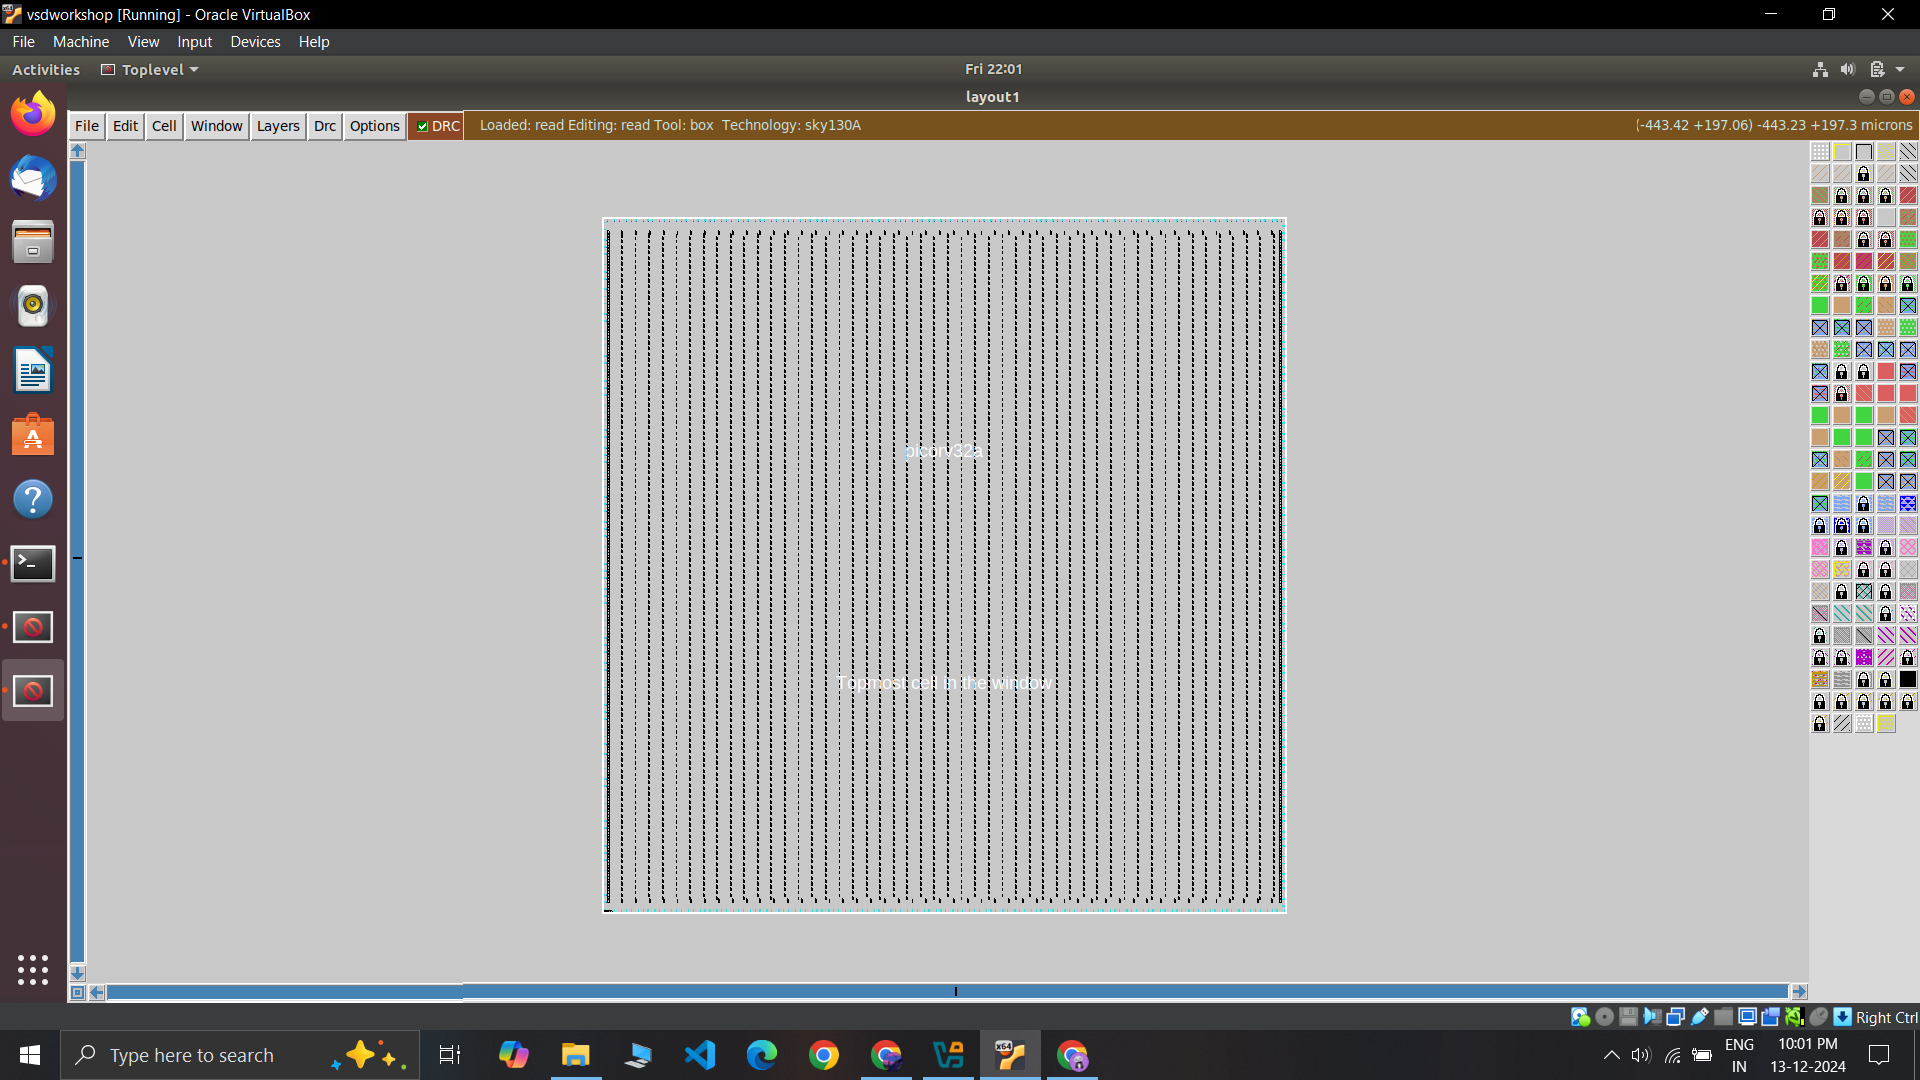 vsdworkshop [Running] - Oracle VirtualBox
File Machine View Input Devices Help
Activities Toplevel Fri 22:01
layout1
File Edit Cell Window Layers Drc Options DRC Loaded: read Editing: read Tool: box Technology: sky130A (-443.42 +197.06) -443.23 +197.3 microns
picorv32a
Topmost cell in the window
Right Ctrl
Type here to search
ENG
IN
10:01 PM
13-12-2024